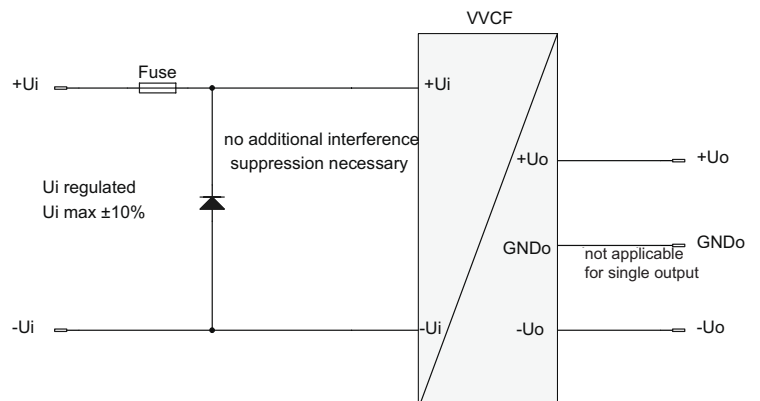 VVCF
Fuse
+Ui
+Ui
no additional interference
suppression necessary
+Uo
+Uo
Ui regulated
Ui max ±10%
GNDo
GNDo
not applicable
for single output
-Ui
-Ui
-Uo
-Uo